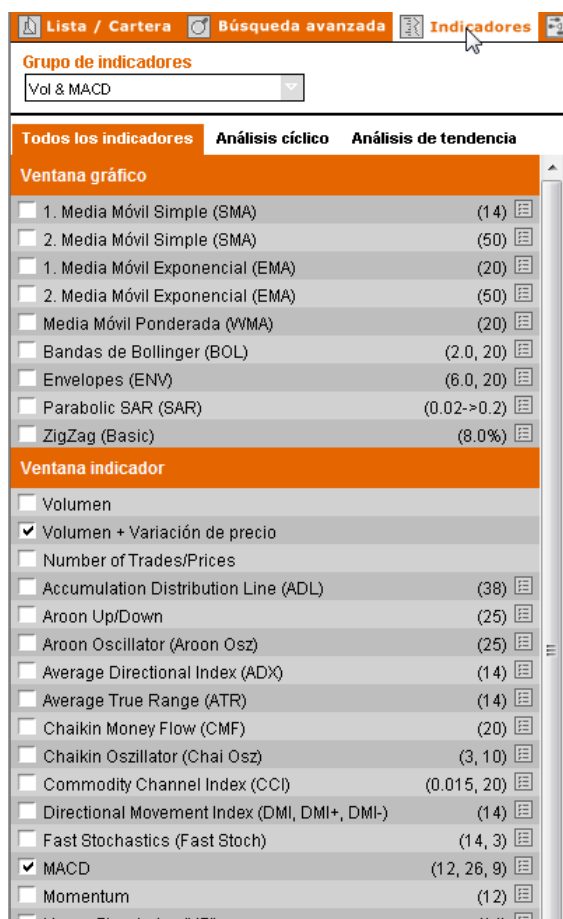 Lista / Cartera Búsqueda avanzada Indicadores
Grupo de indicadores
Vol & MACD
Todos los indicadores Análisis cíclico Análisis de tendencia
Ventana gráfico
1. Media Móvil Simple (SMA) (14)
2. Media Móvil Simple (SMA) (50)
1. Media Móvil Exponencial (EMA) (20)
2. Media Móvil Exponencial (EMA) (50)
Media Móvil Ponderada (WMA) (20)
Bandas de Bollinger (BOL) (2.0, 20)
Envelopes (ENV) (6.0, 20)
Parabolic SAR (SAR) (0.02->0.2)
ZigZag (Basic) (8.0%)
Ventana indicador
Volumen
Volumen + Variación de precio
Number of Trades/Prices
Accumulation Distribution Line (ADL) (38)
Aroon Up/Down (25)
Aroon Oscillator (Aroon Osz) (25)
Average Directional Index (ADX) (14)
Average True Range (ATR) (14)
Chaikin Money Flow (CMF) (20)
Chaikin Oszillator (Chai Osz) (3, 10)
Commodity Channel Index (CCI) (0.015, 20)
Directional Movement Index (DMI, DMI+, DMI-) (14)
Fast Stochastics (Fast Stoch) (14, 3)
MACD (12, 26, 9)
Momentum (12)